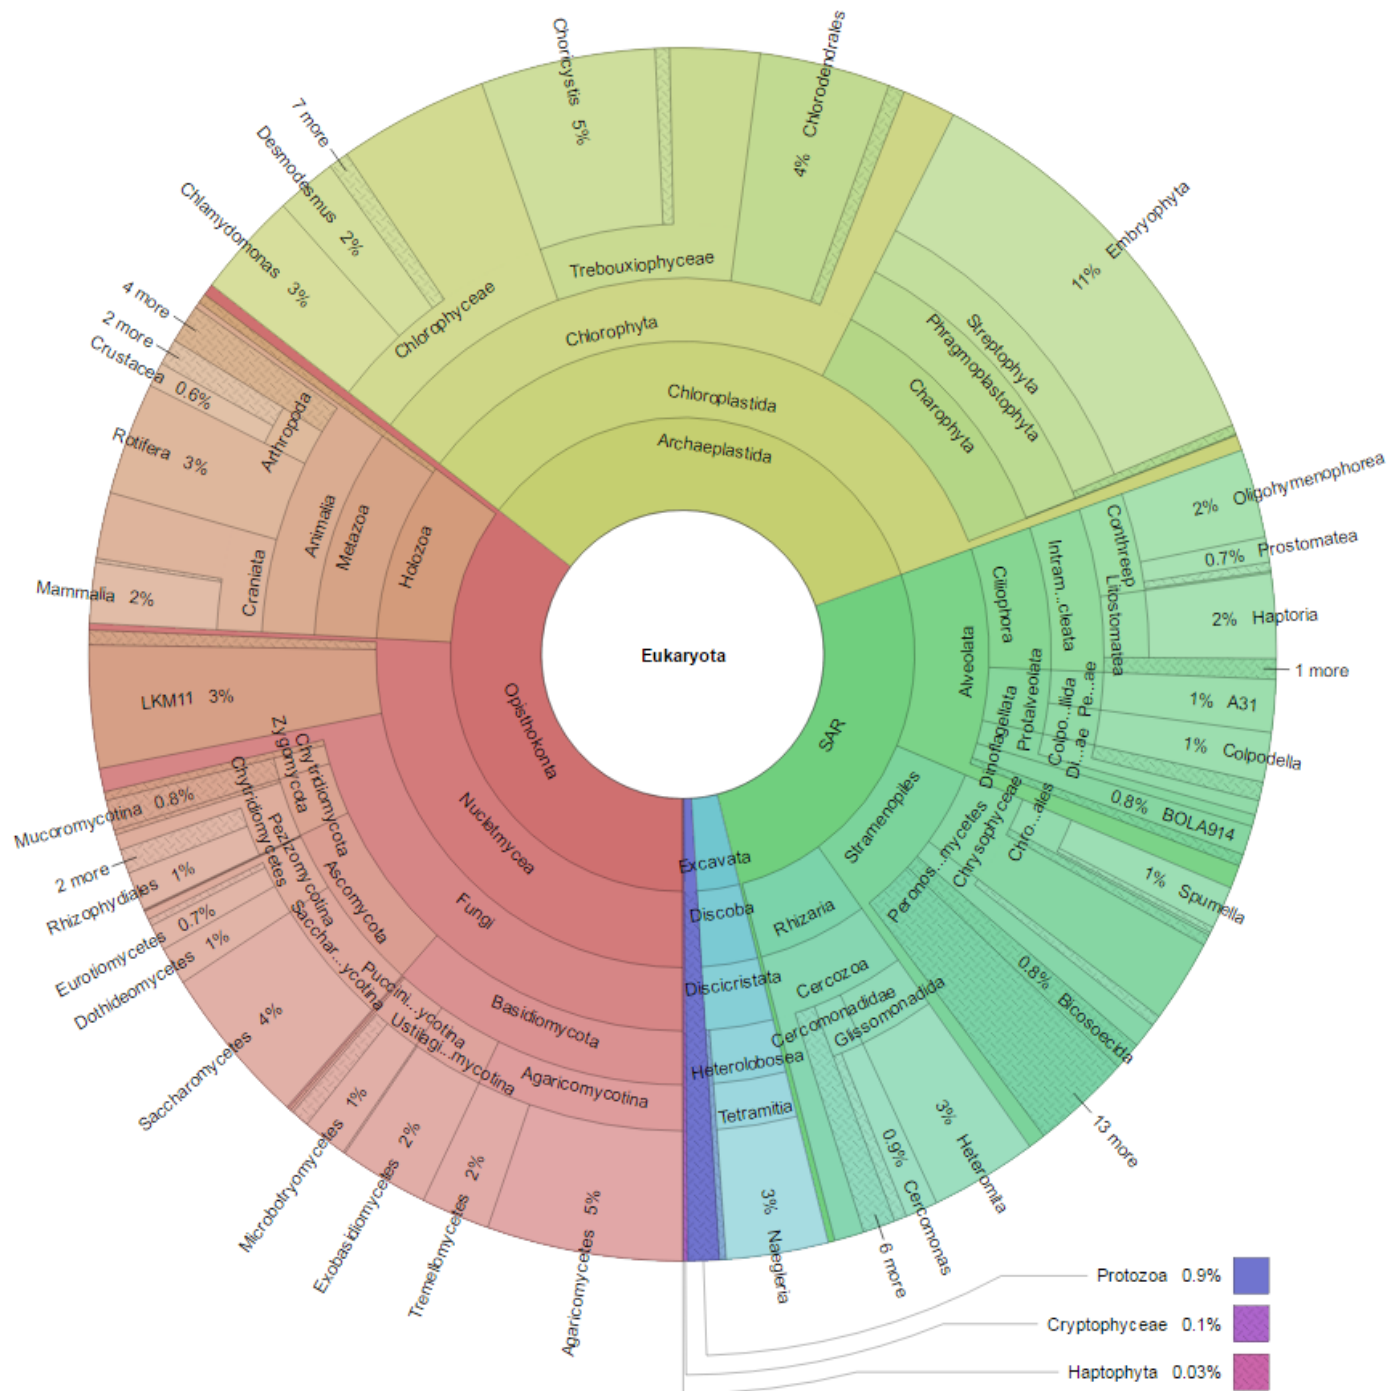 Eukaryota
Archaeplastida
Chloroplastida
Chlorophyta
Chlorophyceae
Chlamydomonas 3%
Desmodesmus 2%
7 more
Trebouxiophyceae
Choricystis 5%
4% Chlorodendrales
Charophyta
Phragmoplastophyta
Streptophyta
11% Embryophyta
SAR
Alveolata
Ciliophora
Intram...cleata
Conthreep
2% Oligohymenophorea
0.7% Prostomatea
Litostomatea
2% Haptoria
1 more
Protalveolata
Colpo...llida
Pe...ae
1% A31
1% Colpodella
Dinoflagellata
Di...ae
0.8% BOLA914
Stramenopiles
Chrysophyceae
Chro...ales
1% Spumella
Peronos...mycetes
0.8% Bicosoecida
13 more
Rhizaria
Cercozoa
Glissomonadida
3% Heteromita
Cercomonadidae
0.9% Cercomonas
6 more
Excavata
Discoba
Discicristata
Heterolobosea
Tetramitia
3% Naegleria
Opisthokonta
Nucletmycea
Fungi
Basidiomycota
Agaricomycotina
Agaricomycetes 5%
Tremellomycetes 2%
Ustilagi...mycotina
Exobasidiomycetes 2%
Puccini...ycotina
Microbotryomycetes 1%
Ascomycota
Sacchar...ycotina
Saccharomycetes 4%
Pezizomycotina
Dothideomycetes 1%
Eurotiomycetes 0.7%
Chytridiomycota
Chytridiomycetes
Rhizophydiales 1%
2 more
Zygomycota
Mucoromycotina 0.8%
LKM11 3%
Holozoa
Metazoa
Animalia
Craniata
Mammalia 2%
Rotifera 3%
Arthropoda
Crustacea 0.6%
2 more
4 more
Protozoa 0.9%
Cryptophyceae 0.1%
Haptophyta 0.03%